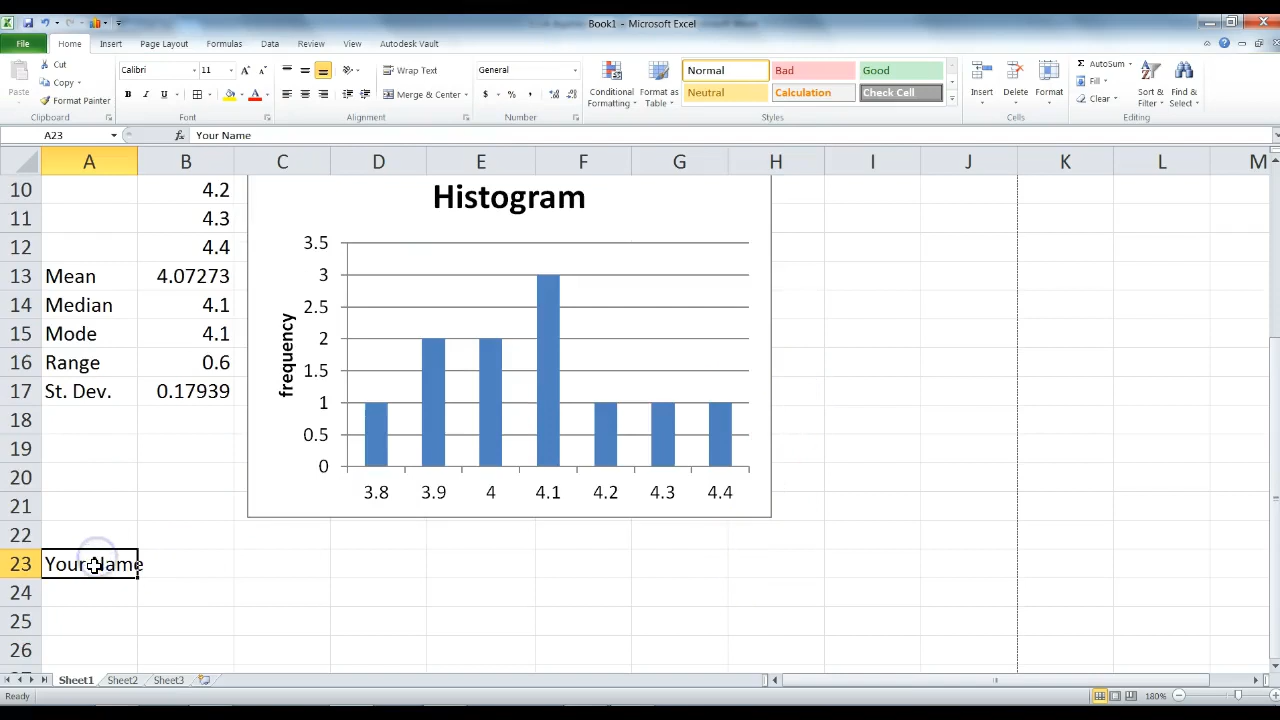 Book1 - Microsoft Excel
File Home Insert Page Layout Formulas Data Review View Autodesk Vault
Paste
Cut
Copy
Format Painter
Clipboard
Calibri 11
B I U
Font
Wrap Text
Merge & Center
Alignment
General
$ % ,
Number
Conditional Formatting
Format as Table
Normal Bad Good
Neutral Calculation Check Cell
Styles
Insert Delete Format
Cells
AutoSum
Fill
Clear
Sort & Filter
Find & Select
Editing
A23 fx Your Name
A B C D E F G H I J K L M
10 4.2
11 4.3
12 4.4
13 Mean 4.07273
14 Median 4.1
15 Mode 4.1
16 Range 0.6
17 St. Dev. 0.17939
18
19
20
21
22
23 Your Name
24
25
26
Histogram
frequency
3.5
3
2.5
2
1.5
1
0.5
0
3.8 3.9 4 4.1 4.2 4.3 4.4
Sheet1 Sheet2 Sheet3
Ready 180%